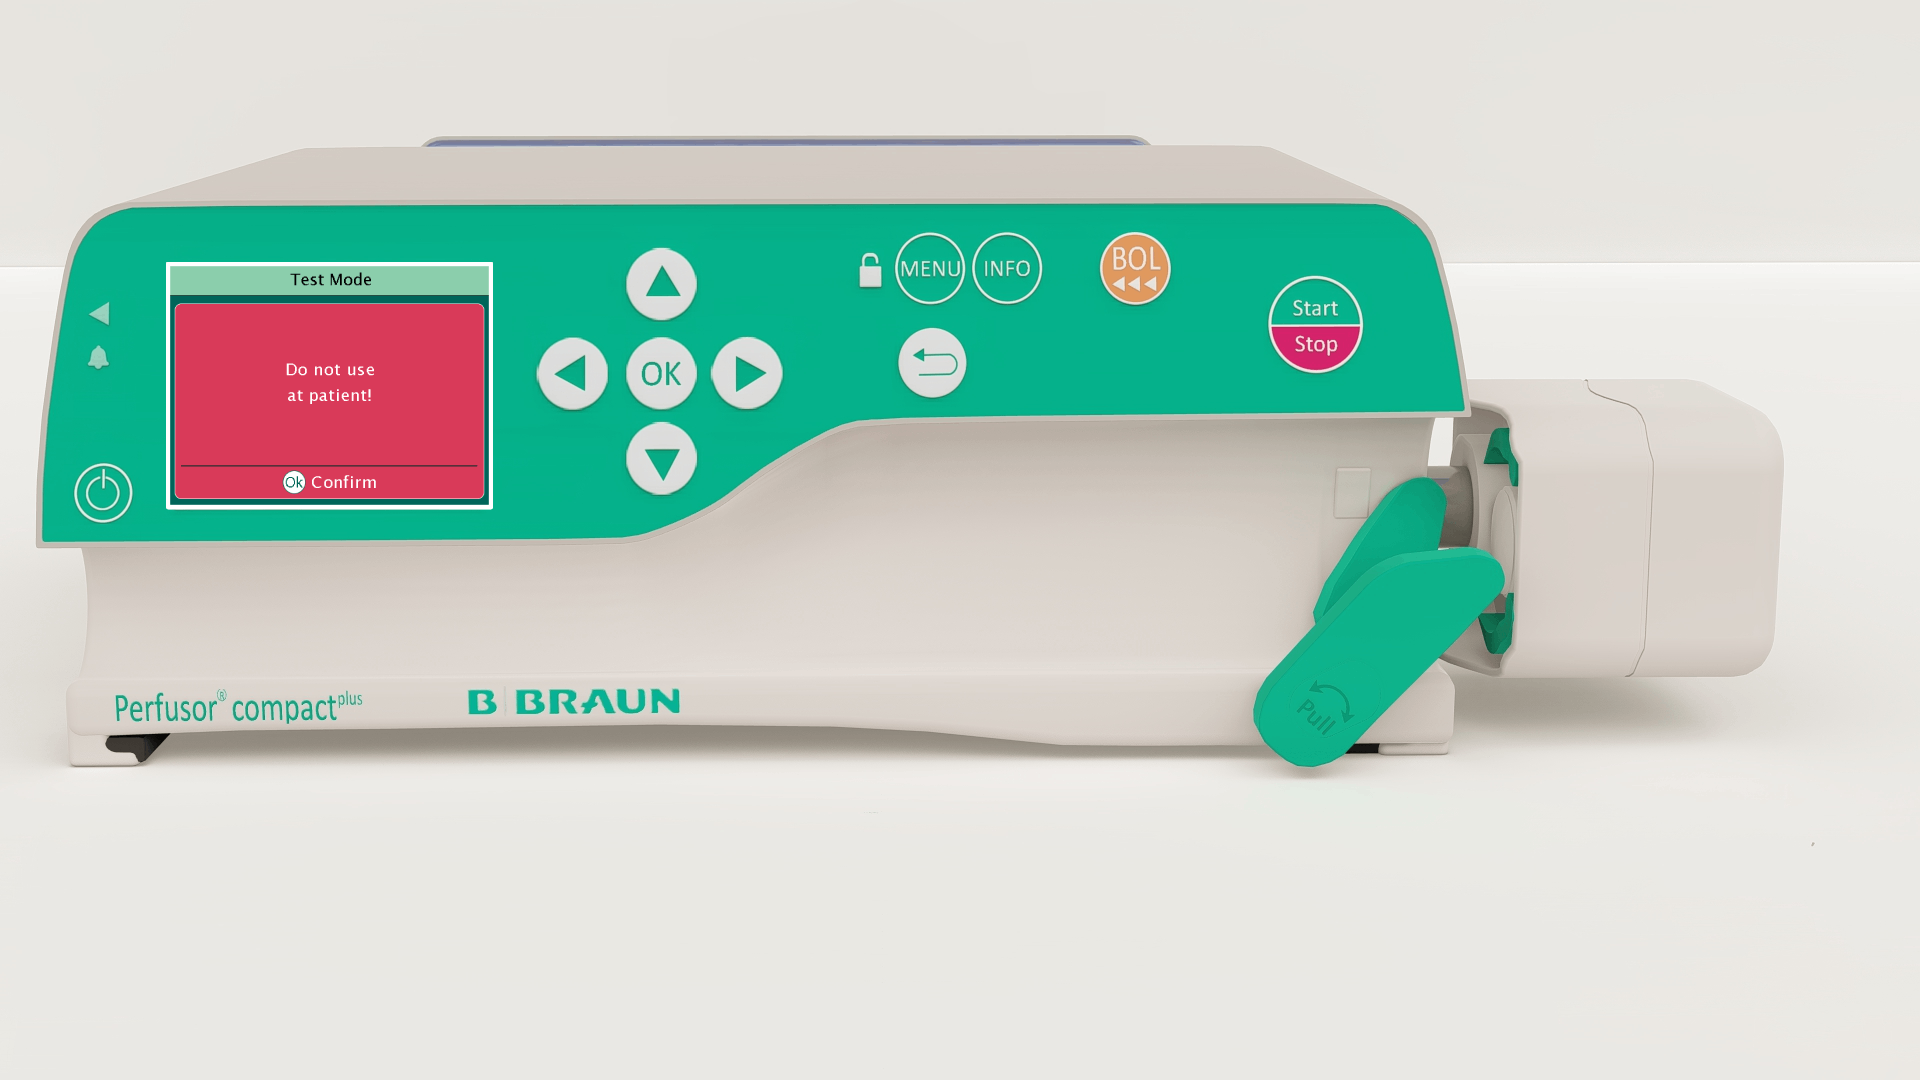 Test Mode
Do not use
at patient!
Ok Confirm
OK
MENU
INFO
BOL
Start
Stop
Perfusor® compactplus
B BRAUN
Pull